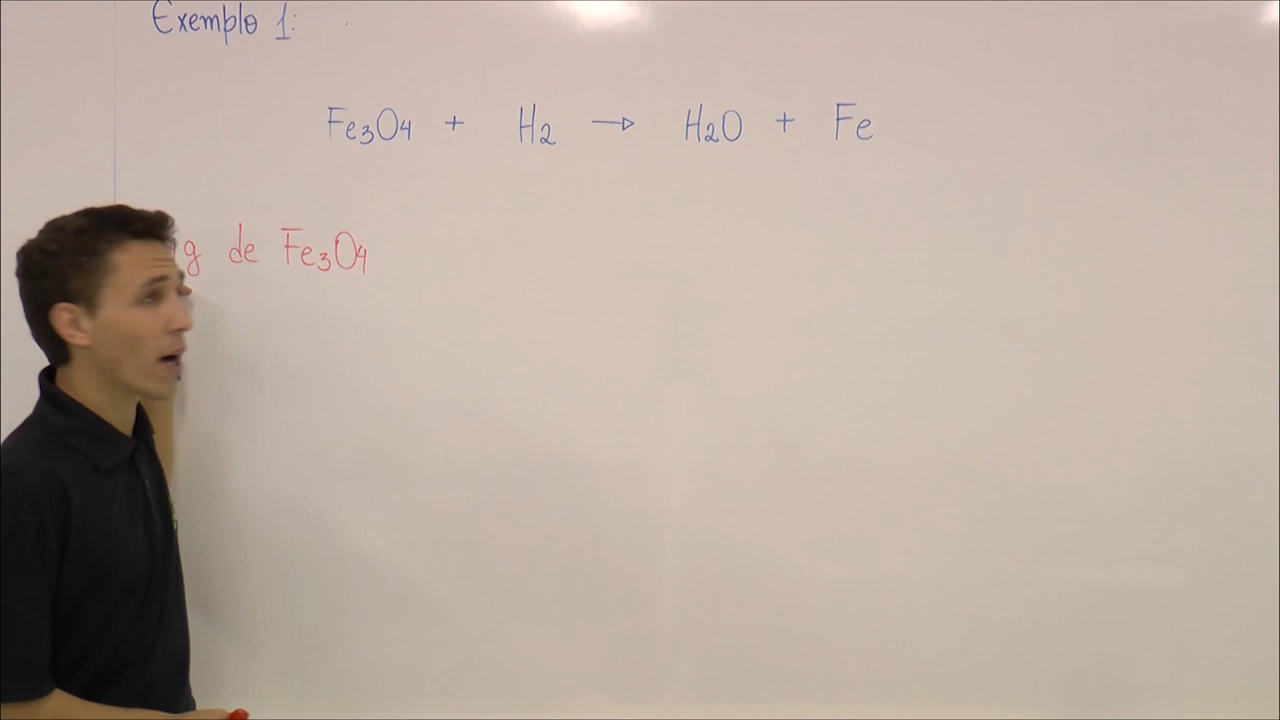 Exemplo 1:
Fe3O4 + H2 → H2O + Fe
g de Fe3O4